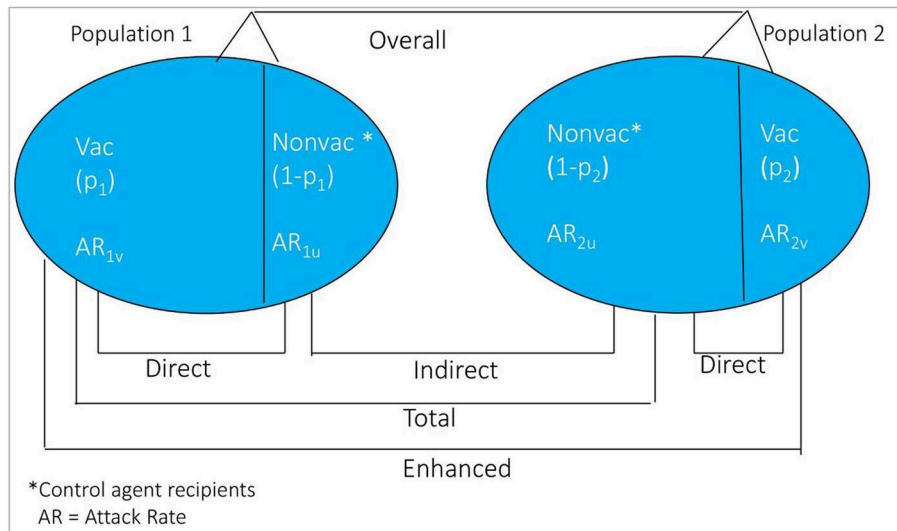 Population 1
Overall
Population 2
Vac
(p₁)
AR₁ᵥ
Nonvac *
(1-p₁)
AR₁ᵤ
Nonvac*
(1-p₂)
AR₂ᵤ
Vac
(p₂)
AR₂ᵥ
Direct
Indirect
Direct
Total
Enhanced
*Control agent recipients
AR = Attack Rate